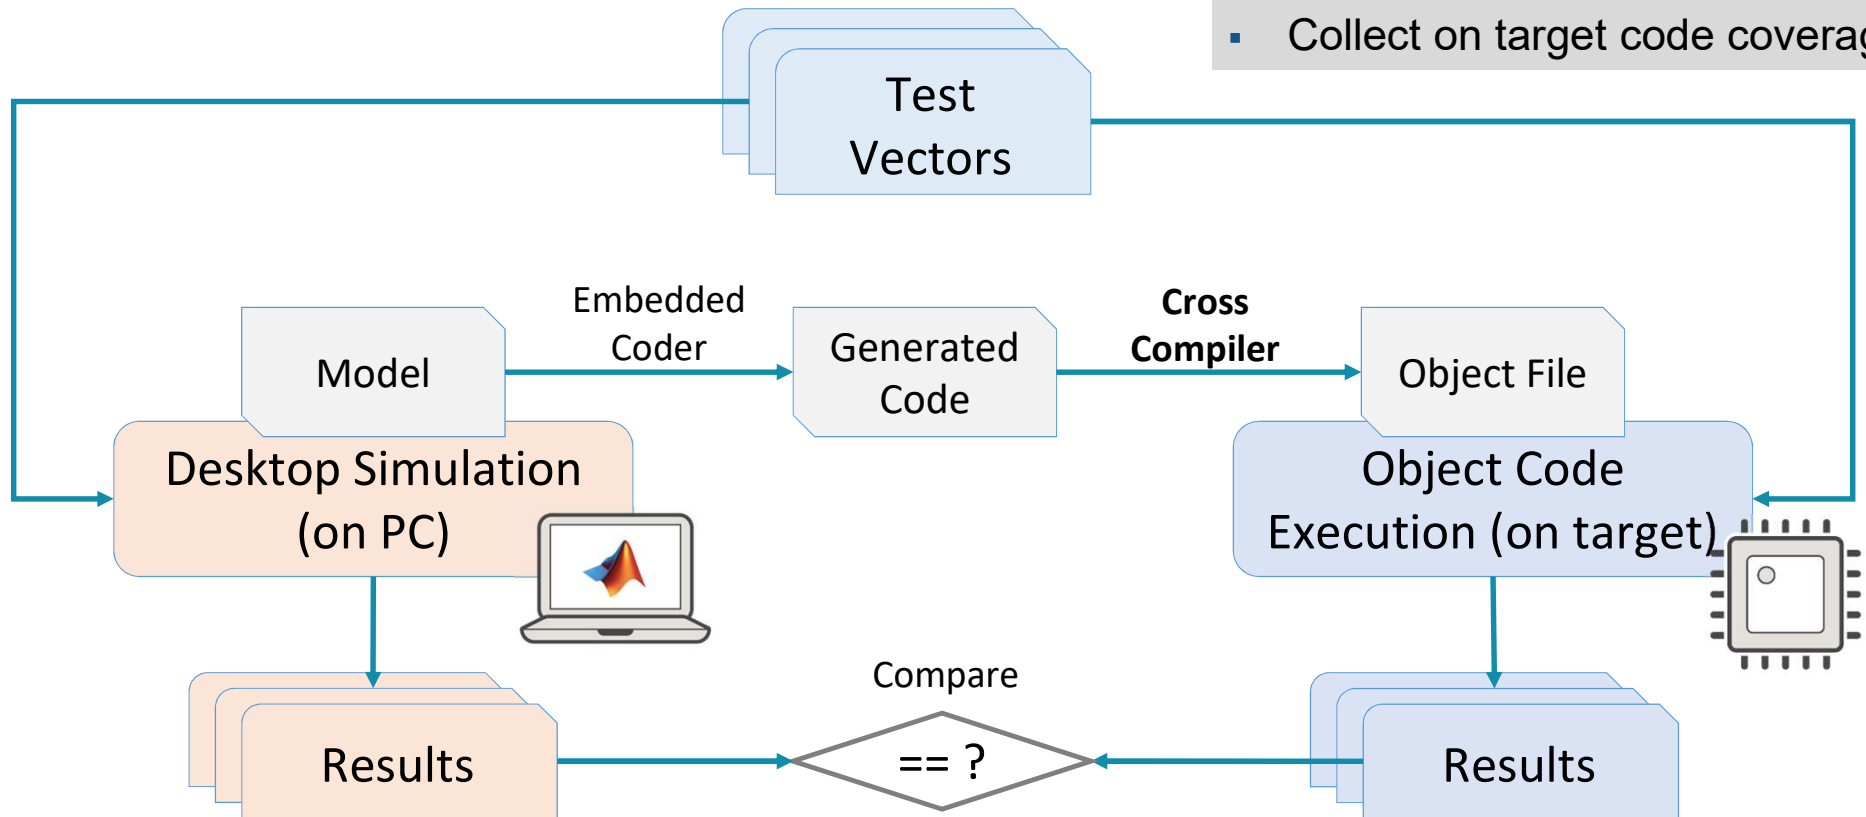 ▪ Collect on target code
Test
Vectors
Embedded
Coder
Cross
Compiler
Model
Generated
Code
Object File
Desktop Simulation
(on PC)
Object Code
Execution (on target)
Compare
Results
== ?
Results